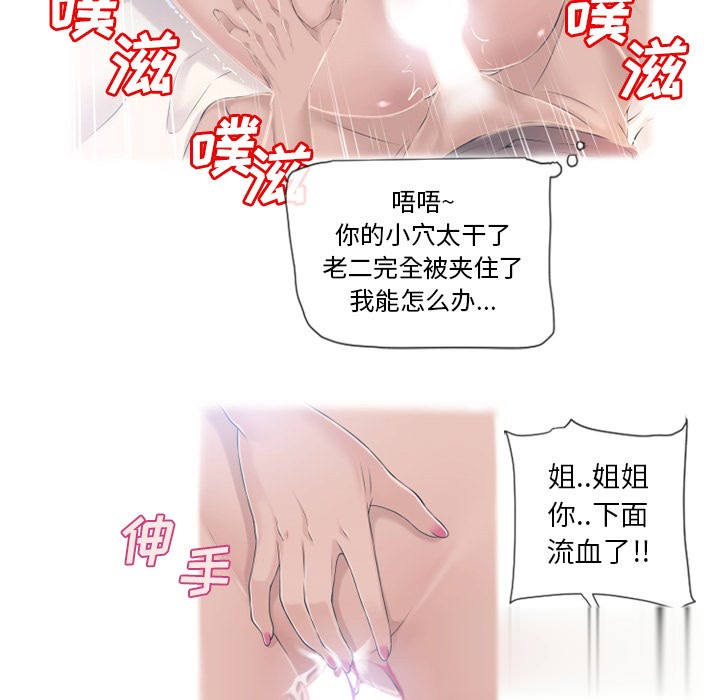 噗
滋
噗
滋
噗
滋
唔唔~
你的小穴太干了
老二完全被夹住了
我能怎么办...
姐..姐姐
你..下面
流血了!!
伸
手